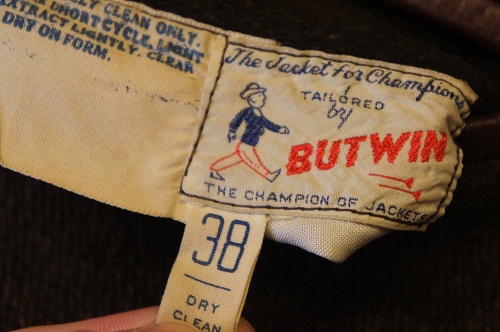 CLEAN ONLY.
SHORT CYCLE. LIGHT
EXTRACT LIGHTLY. CLEAR
DRY ON FORM.
The Jacket for Champions
TAILORED
by
BUTWIN
THE CHAMPION OF JACKETS
38
DRY
CLEAN